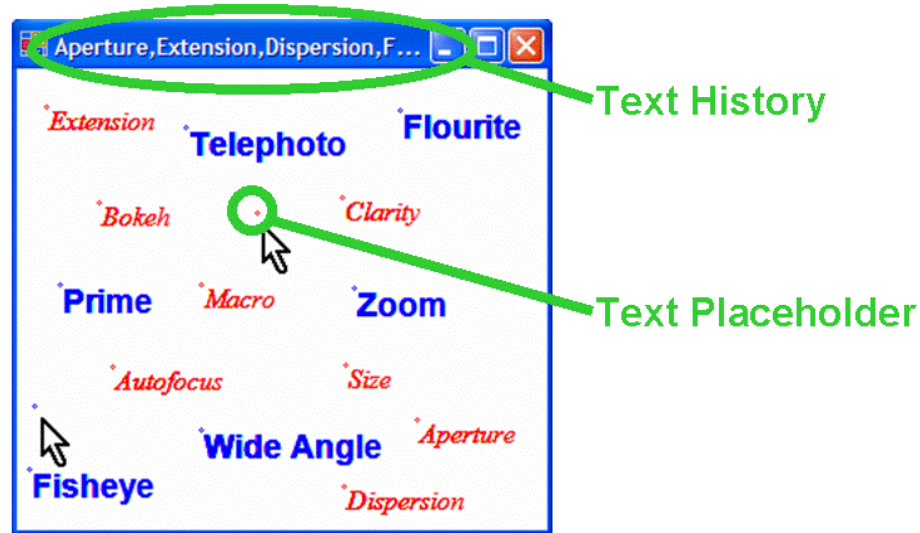 Aperture,Extension,Dispersion,F...
Text History
Extension
Telephoto
Flourite
Bokeh
Clarity
Prime
Macro
Zoom
Text Placeholder
Autofocus
Size
Wide Angle
Aperture
Fisheye
Dispersion